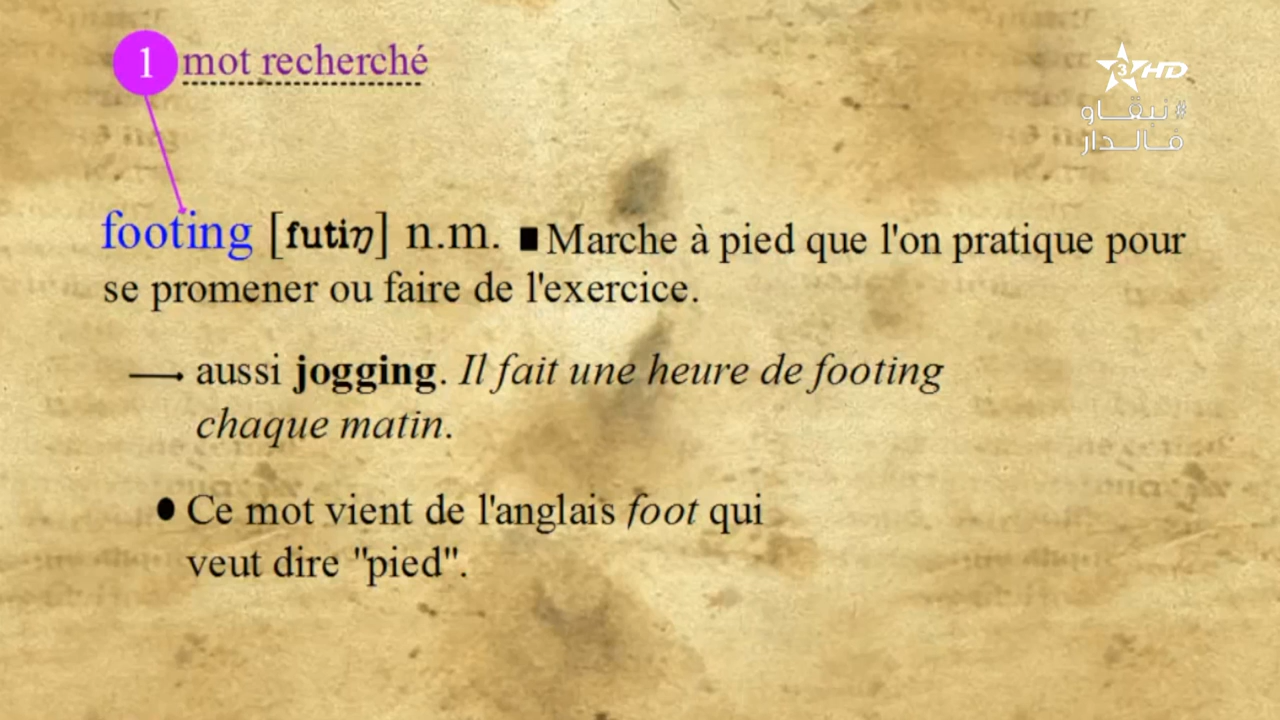 1 mot recherché
3 HD
#نبقاو
فالدار
footing [futiŋ] n.m. ■ Marche à pied que l'on pratique pour
se promener ou faire de l'exercice.
→ aussi jogging. Il fait une heure de footing
chaque matin.
● Ce mot vient de l'anglais foot qui
veut dire "pied".